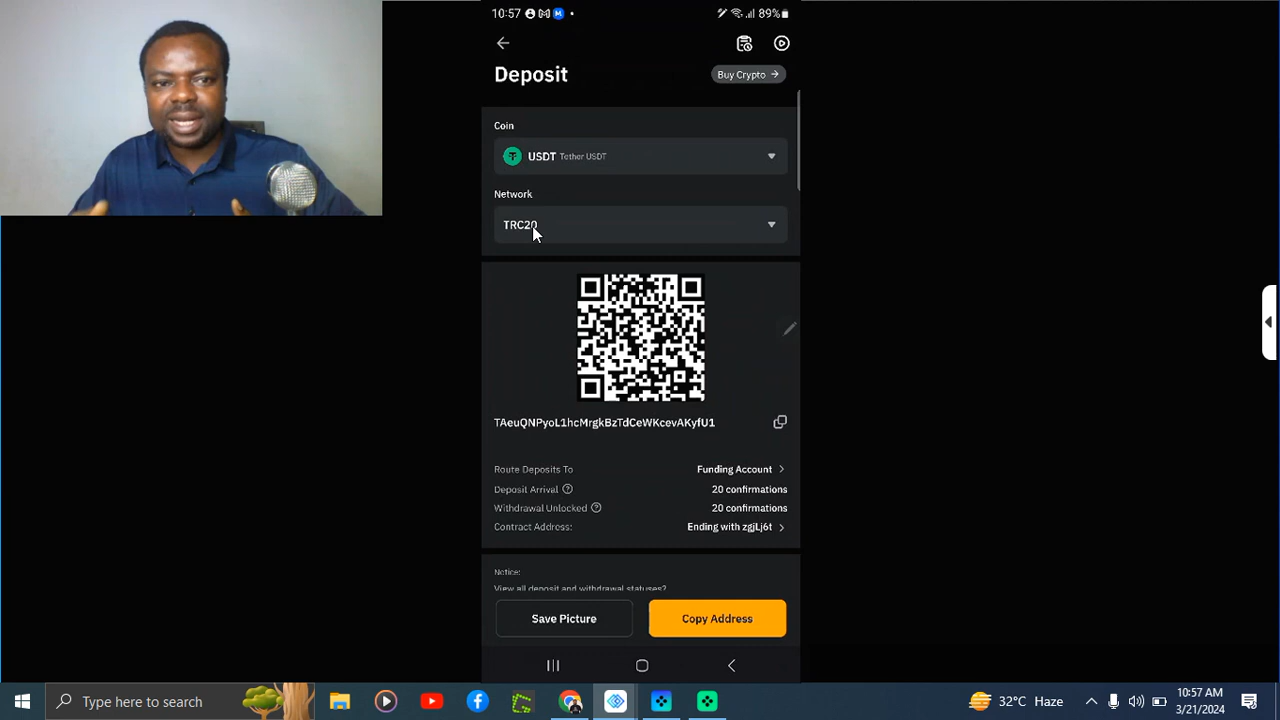 10:57
89%
Deposit
Buy Crypto
Coin
USDT Tether USDT
Network
TRC20
TAeuQNPyoL1hcMrgkBzTdCeWKcevAKyfU1
Route Deposits To Funding Account
Deposit Arrival 20 confirmations
Withdrawal Unlocked 20 confirmations
Contract Address: Ending with zgjLj6t
Notice:
View all deposit and withdrawal statuses?
Save Picture
Copy Address
Type here to search
32°C Haze
10:57 AM
3/21/2024